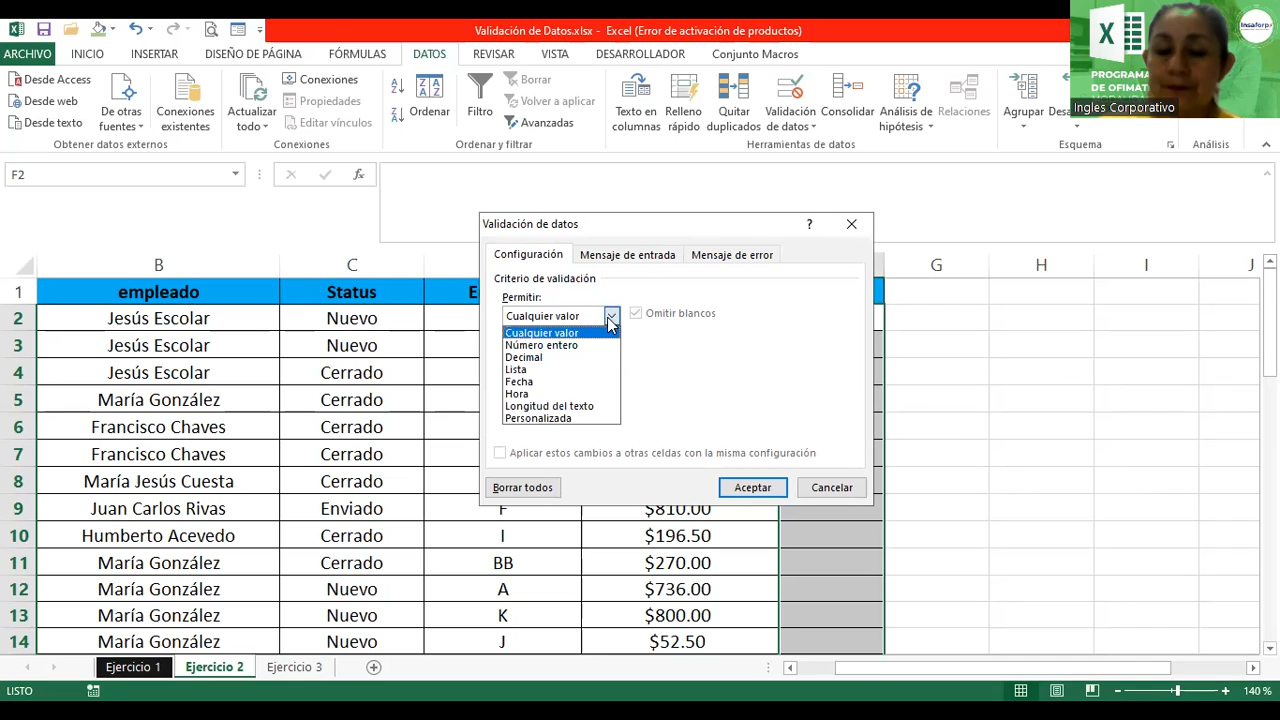 Validación de Datos.xlsx - Excel (Error de activación de productos)
ARCHIVO INICIO INSERTAR DISEÑO DE PÁGINA FÓRMULAS DATOS REVISAR VISTA DESARROLLADOR Conjunto Macros
Desde Access
Desde web
Desde texto
De otras fuentes
Conexiones existentes
Obtener datos externos
Actualizar todo
Conexiones
Propiedades
Editar vínculos
Conexiones
Ordenar
Filtro
Borrar
Volver a aplicar
Avanzadas
Ordenar y filtrar
Texto en columnas
Relleno rápido
Quitar duplicados
Validación de datos
Consolidar
Análisis de hipótesis
Relaciones
Herramientas de datos
Agrupar
Esquema
Análisis
X
PROGRAMA
DE OFIMÁT
Insaforp
Ingles Corporativo
F2
fx
Validación de datos ?
Configuración Mensaje de entrada Mensaje de error
Criterio de validación
Permitir:
Cualquier valor Omitir blancos
Cualquier valor
Número entero
Decimal
Lista
Fecha
Hora
Longitud del texto
Personalizada
Aplicar estos cambios a otras celdas con la misma configuración
Borrar todos Aceptar Cancelar
B C G H I J
1 empleado Status
2 Jesús Escolar Nuevo
3 Jesús Escolar Nuevo
4 Jesús Escolar Cerrado
5 María González Cerrado
6 Francisco Chaves Cerrado
7 Francisco Chaves Cerrado
8 María Jesús Cuesta Cerrado
9 Juan Carlos Rivas Enviado F $810.00
10 Humberto Acevedo Cerrado I $196.50
11 María González Cerrado BB $270.00
12 María González Nuevo A $736.00
13 María González Nuevo K $800.00
14 María González Nuevo J $52.50
Ejercicio 1 Ejercicio 2 Ejercicio 3
LISTO 140 %